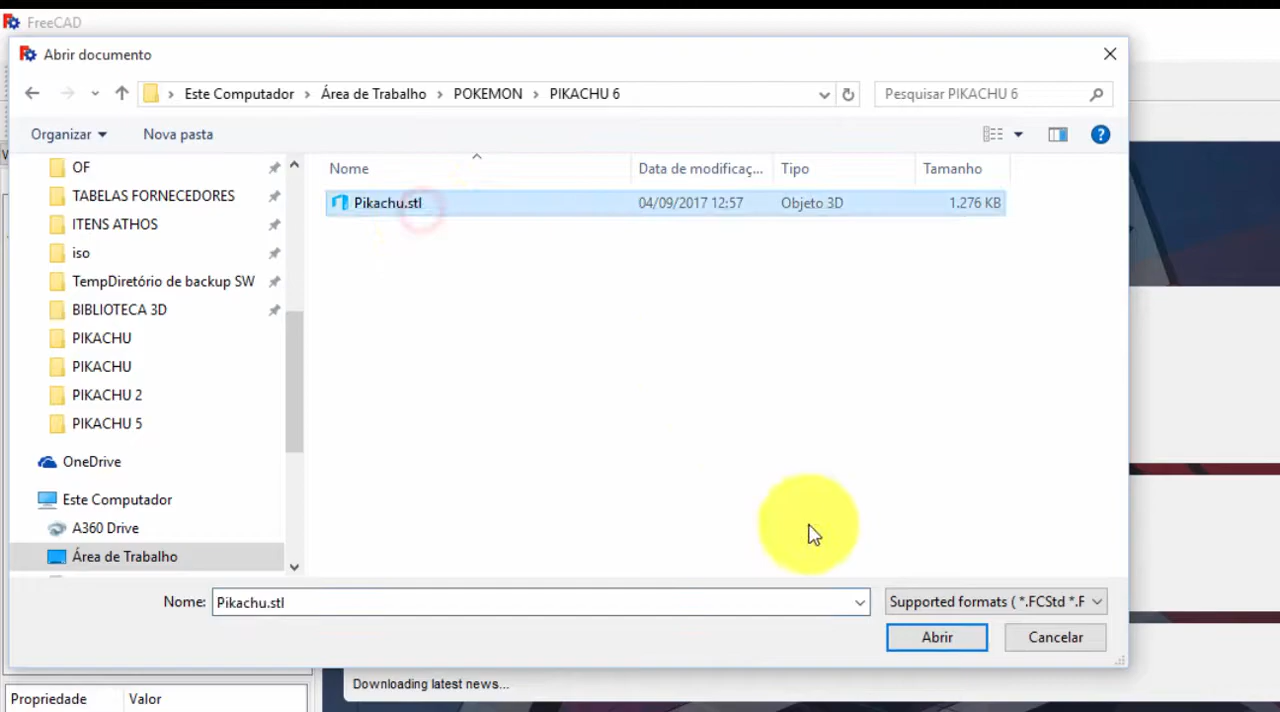 FreeCAD
Abrir documento
Este Computador > Área de Trabalho > POKEMON > PIKACHU 6
Pesquisar PIKACHU 6
Organizar
Nova pasta
OF
TABELAS FORNECEDORES
ITENS ATHOS
iso
TempDiretório de backup SW
BIBLIOTECA 3D
PIKACHU
PIKACHU
PIKACHU 2
PIKACHU 5
OneDrive
Este Computador
A360 Drive
Área de Trabalho
Nome Data de modificaç... Tipo Tamanho
Pikachu.stl 04/09/2017 12:57 Objeto 3D 1.276 KB
Nome: Pikachu.stl
Supported formats ( *.FCStd *.F
Abrir Cancelar
Downloading latest news...
Propriedade Valor